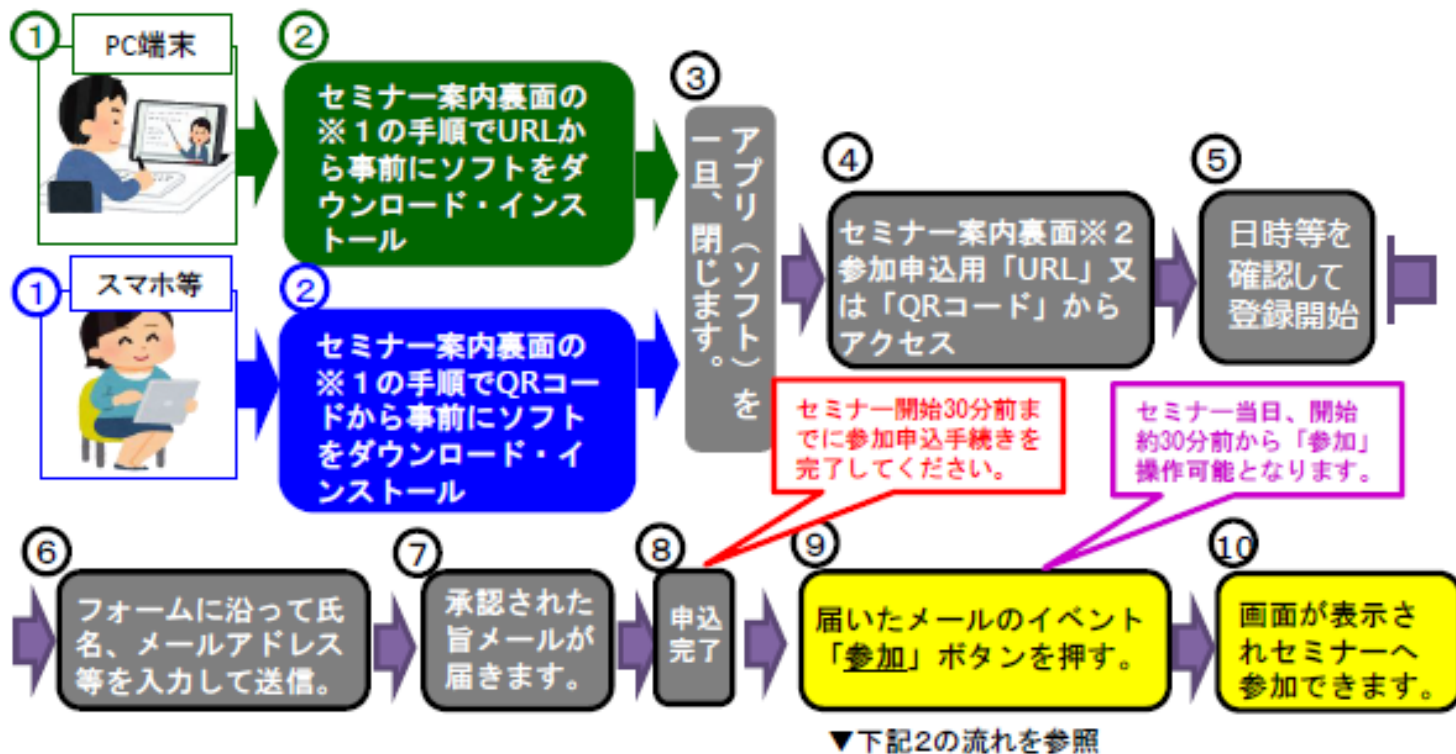 ①
PC端末
②
セミナー案内裏面の
※１の手順でURLか
ら事前にソフトをダ
ウンロード・インス
トール
①
スマホ等
②
セミナー案内裏面の
※１の手順でQRコー
ドから事前にソフト
をダウンロード・イ
ンストール
③
アプリ（ソフト）を
一旦、閉じます。
④
セミナー案内裏面※２
参加申込用「URL」又
は「QRコード」から
アクセス
⑤
日時等を
確認して
登録開始
セミナー開始30分前ま
でに参加申込手続きを
完了してください。
セミナー当日、開始
約30分前から「参加」
操作可能となります。
⑥
フォームに沿って氏
名、メールアドレス
等を入力して送信。
⑦
承認された
旨メールが
届きます。
⑧
申込
完了
⑨
届いたメールのイベント
「参加」ボタンを押す。
⑩
画面が表示さ
れセミナーへ
参加できます。
▼下記2の流れを参照